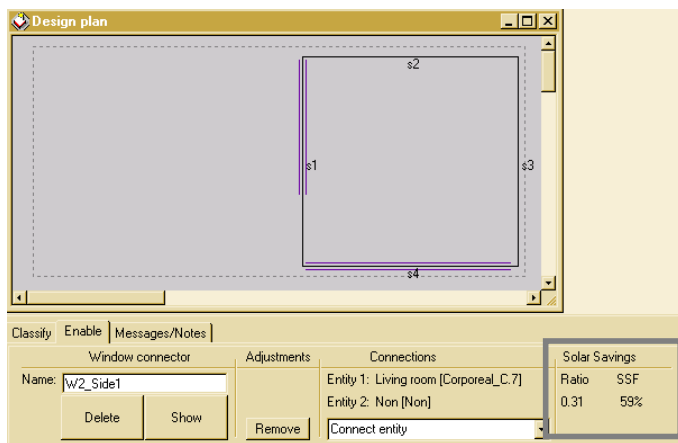 Design plan
s2
s1
s3
s4
Classify Enable Messages/Notes
Window connector Adjustments Connections Solar Savings
Name: W2_Side1 Entity 1: Living room [Corporeal_C.7] Ratio SSF
Entity 2: Non [Non] 0.31 59%
Delete Show Remove Connect entity